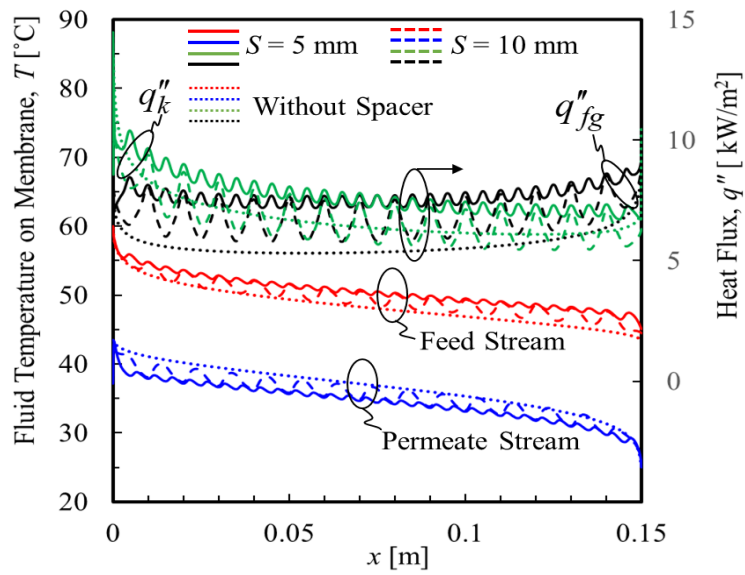 Fluid Temperature on Membrane, T [˚C]
90
80
70
60
50
40
30
20
15
10
5
0
Heat Flux, q″ [ kW/m²]
S = 5 mm
S = 10 mm
Without Spacer
q″k
q″fg
Feed Stream
Permeate Stream
0
0.05
0.1
0.15
x [m]